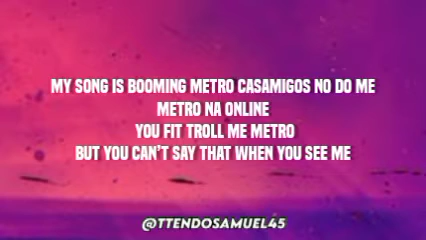 MY SONG IS BOOMING METRO CASAMIGOS NO DO ME
METRO NA ONLINE
YOU FIT TROLL ME METRO
BUT YOU CAN'T SAY THAT WHEN YOU SEE ME
@TTENDOSAMUEL45